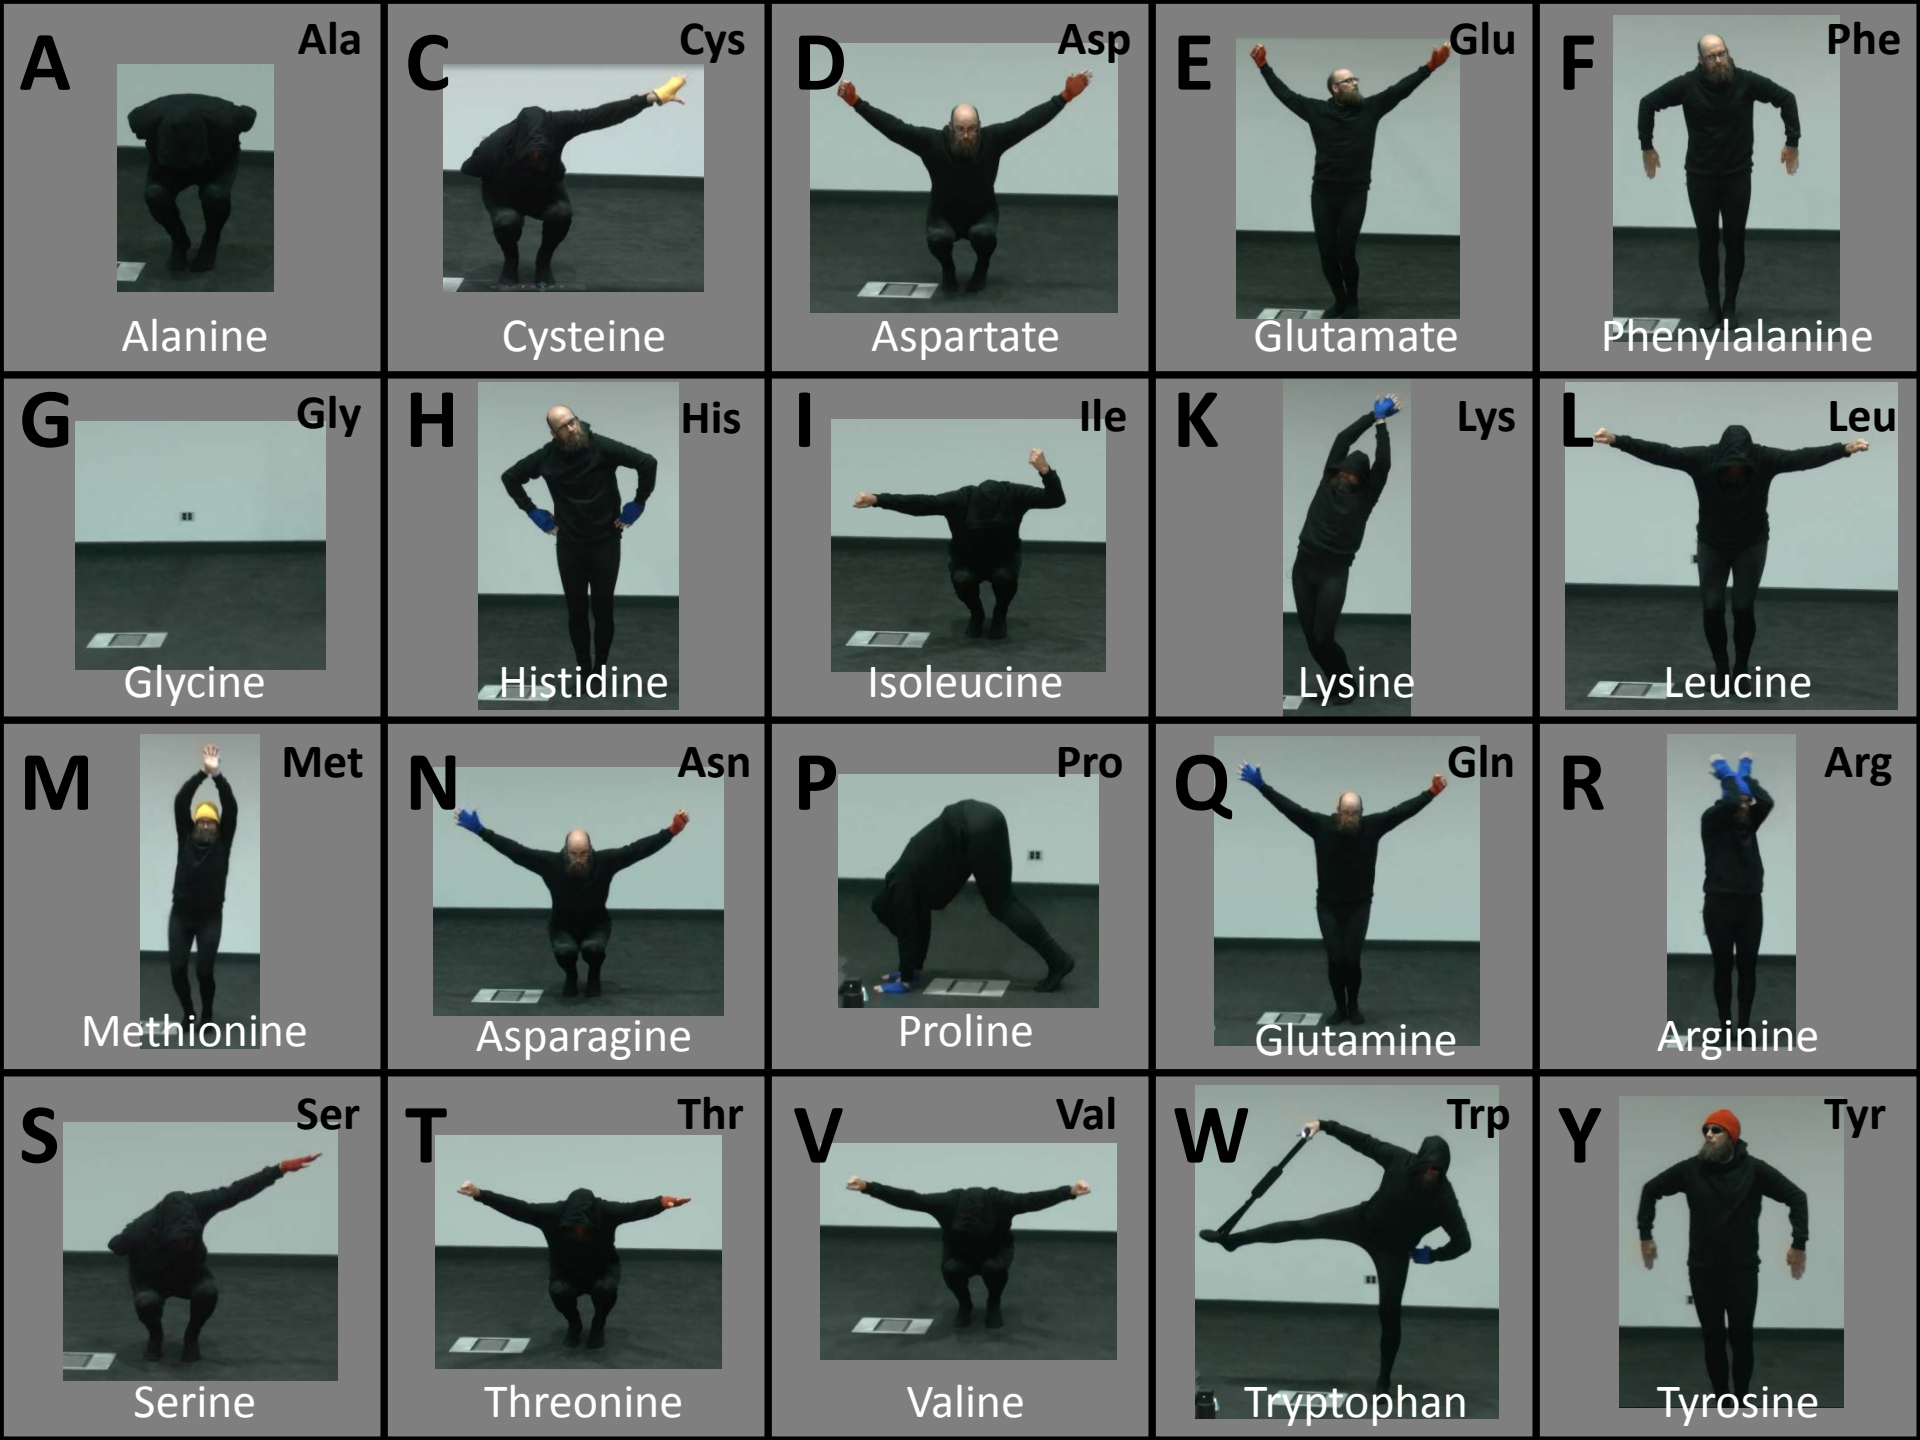 A Ala
Alanine
C Cys
Cysteine
D Asp
Aspartate
E Glu
Glutamate
F Phe
Phenylalanine
G Gly
Glycine
H His
Histidine
I Ile
Isoleucine
K Lys
Lysine
L Leu
Leucine
M Met
Methionine
N Asn
Asparagine
P Pro
Proline
Q Gln
Glutamine
R Arg
Arginine
S Ser
Serine
T Thr
Threonine
V Val
Valine
W Trp
Tryptophan
Y Tyr
Tyrosine